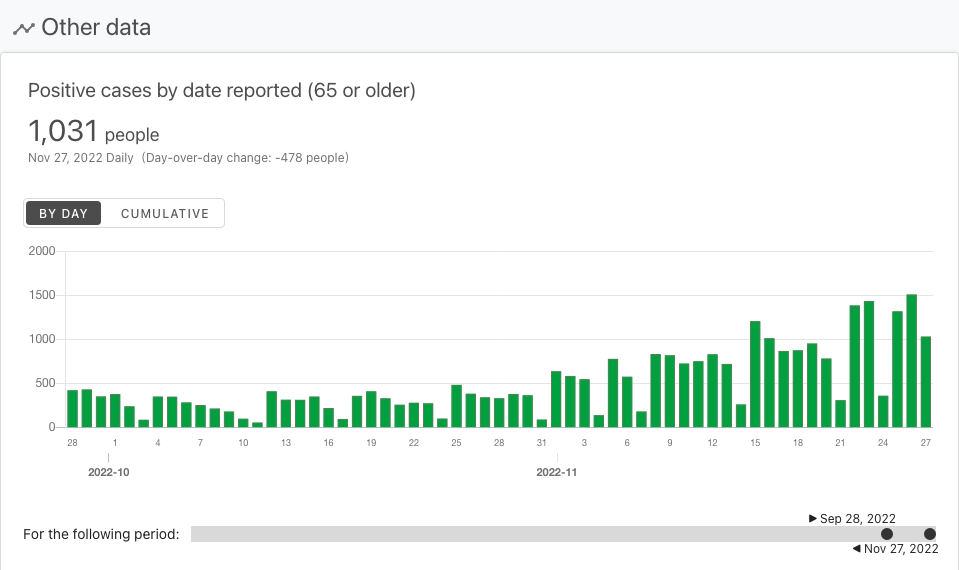 Other data
Positive cases by date reported (65 or older)
1,031 people
Nov 27, 2022 Daily (Day-over-day change: -478 people)
BY DAY CUMULATIVE
2000
1500
1000
500
0
28 1 4 7 10 13 16 19 22 25 28 31 3 6 9 12 15 18 21 24 27
2022-10 2022-11
▶ Sep 28, 2022
For the following period:
◀ Nov 27, 2022